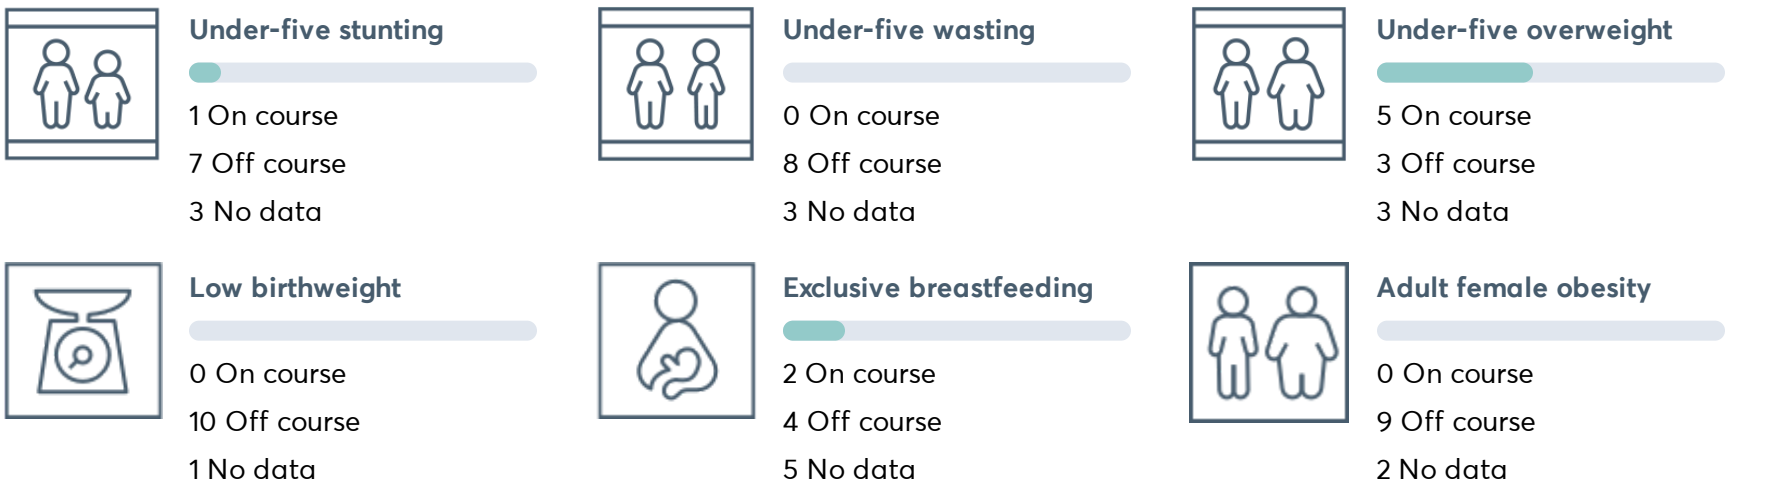 Under-five stunting
1 On course
7 Off course
3 No data
Under-five wasting
0 On course
8 Off course
3 No data
Under-five overweight
5 On course
3 Off course
3 No data
Low birthweight
0 On course
10 Off course
1 No data
Exclusive breastfeeding
2 On course
4 Off course
5 No data
Adult female obesity
0 On course
9 Off course
2 No data